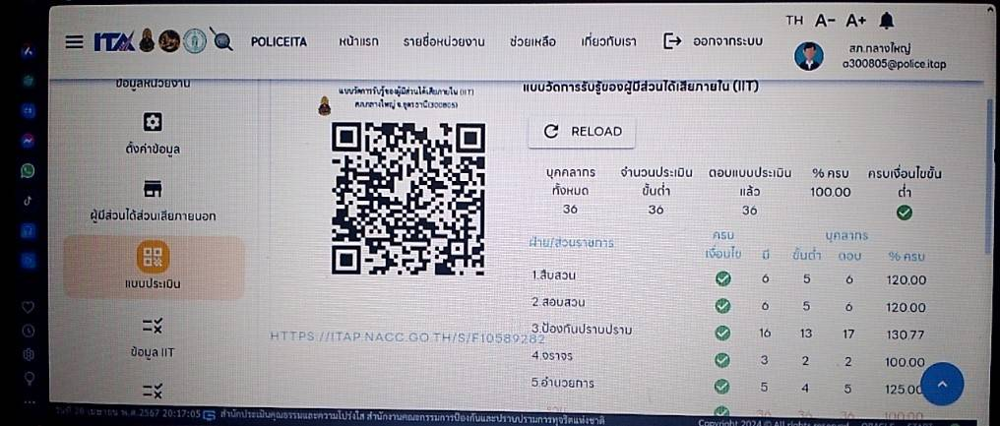 TH A- A+
ITA POLICEITA หน้าแรก รายชื่อหน่วยงาน ช่วยเหลือ เกี่ยวกับเรา ออกจากระบบ
สภ.กลางใหญ่
a300805@police.itap
ข้อมูลหน่วยงาน
ตั้งค่าข้อมูล
ผู้มีส่วนได้ส่วนเสียภายนอก
แบบประเมิน
ข้อมูล IIT
แบบวัดการรับรู้ของผู้มีส่วนได้เสียภายใน (IIT)
สภ.กลางใหญ่ จ.อุดรธานี(300805)
HTTPS://ITAP.NACC.GO.TH/S/F10589282
แบบวัดการรับรู้ของผู้มีส่วนได้เสียภายใน (IIT)
RELOAD
บุคคลากร จำนวนประเมิน ตอบแบบประเมิน % ครบ ครบเงื่อนไขขั้น
ทั้งหมด ขั้นต่ำ แล้ว 100.00 ต่ำ
36 36 36
ครบ บุคลากร
ฝ่าย/ส่วนราชการ เงื่อนไข มี ขั้นต่ำ ตอบ % ครบ
1.สืบสวน 6 5 6 120.00
2.สอบสวน 6 5 6 120.00
3.ป้องกันปราบปราม 16 13 17 130.77
4.จราจร 3 2 2 100.00
5.อำนวยการ 5 4 5 125.00
รวม 36 36 36 100.00
วันที่ 26 เมษายน พ.ศ.2567 20:17:05 สำนักประเมินคุณธรรมและความโปร่งใส สำนักงานคณะกรรมการป้องกันและปราบปรามการทุจริตแห่งชาติ
Copyright 2024 © All rights reserved